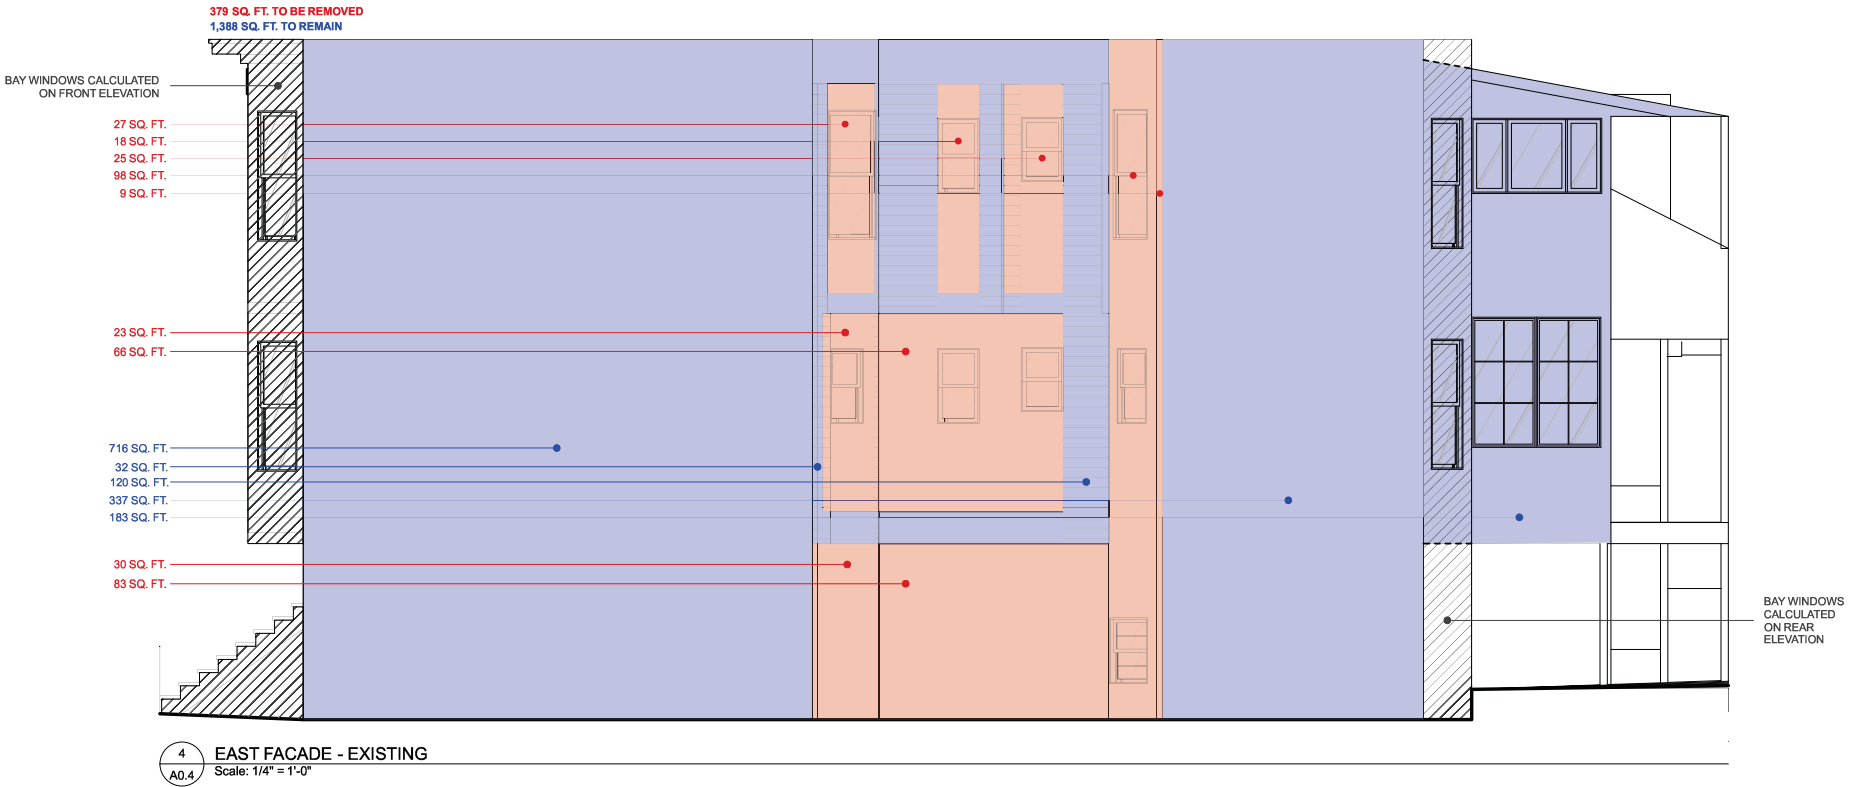 379 SQ. FT. TO BE REMOVED
1,388 SQ. FT. TO REMAIN
BAY WINDOWS CALCULATED
ON FRONT ELEVATION
27 SQ. FT.
18 SQ. FT.
25 SQ. FT.
98 SQ. FT.
9 SQ. FT.
23 SQ. FT.
66 SQ. FT.
716 SQ. FT.
32 SQ. FT.
120 SQ. FT.
337 SQ. FT.
183 SQ. FT.
30 SQ. FT.
83 SQ. FT.
BAY WINDOWS
CALCULATED
ON REAR
ELEVATION
4
A0.4
EAST FACADE - EXISTING
Scale: 1/4" = 1'-0"